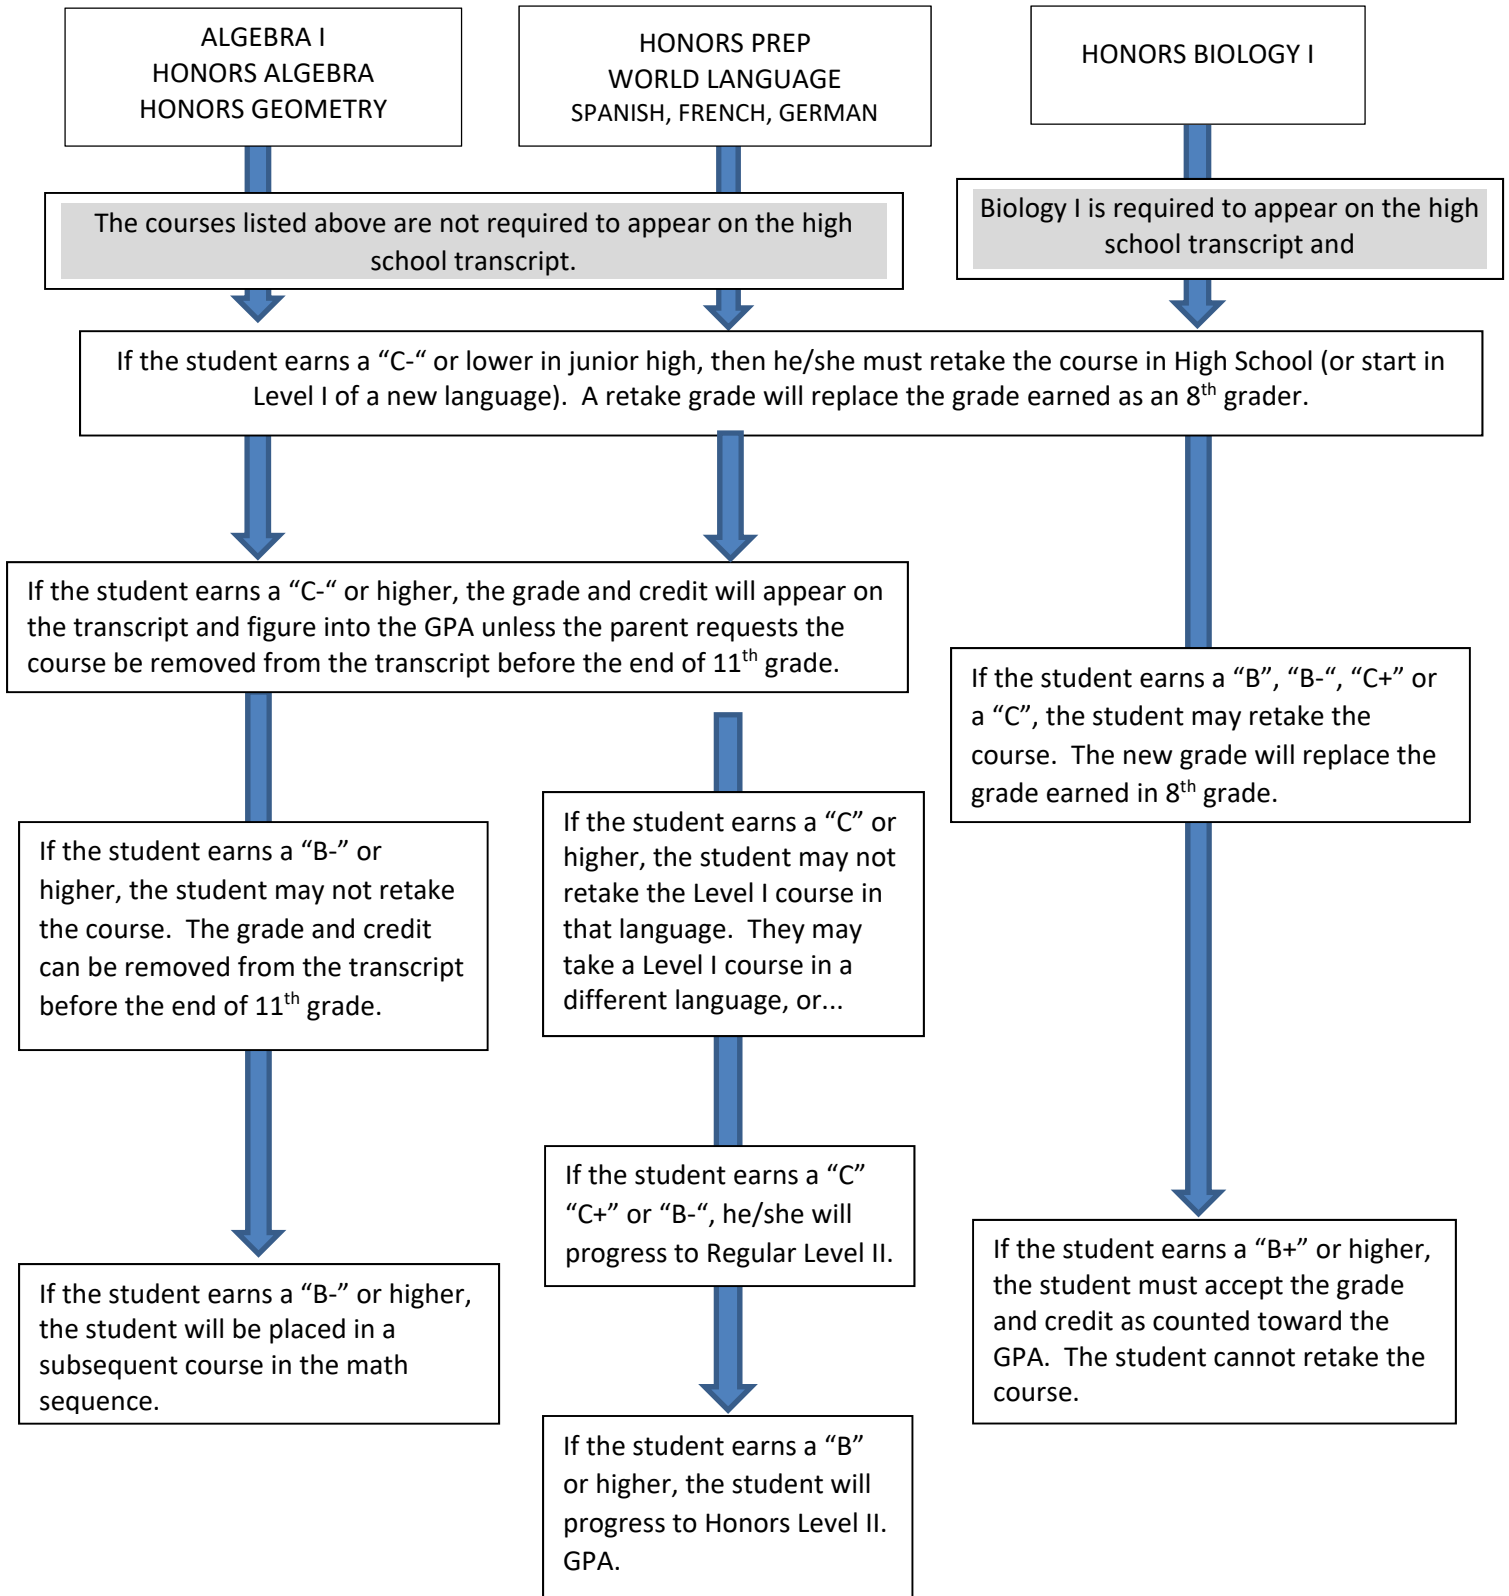 ALGEBRA I
HONORS ALGEBRA
HONORS GEOMETRY
HONORS PREP
WORLD LANGUAGE
SPANISH, FRENCH, GERMAN
HONORS BIOLOGY I
The courses listed above are not required to appear on the high
school transcript.
Biology I is required to appear on the high
school transcript and
If the student earns a “C-“ or lower in junior high, then he/she must retake the course in High School (or start in
Level I of a new language).  A retake grade will replace the grade earned as an 8th grader.
If the student earns a “C-“ or higher, the grade and credit will appear on
the transcript and figure into the GPA unless the parent requests the
course be removed from the transcript before the end of 11th grade.
If the student earns a “B-” or
higher, the student may not retake
the course.  The grade and credit
can be removed from the transcript
before the end of 11th grade.
If the student earns a “B-” or higher,
the student will be placed in a
subsequent course in the math
sequence.
If the student earns a “C” or
higher, the student may not
retake the Level I course in
that language.  They may
take a Level I course in a
different language, or...
If the student earns a “C”
“C+” or “B-“, he/she will
progress to Regular Level II.
If the student earns a “B”
or higher, the student will
progress to Honors Level II.
GPA.
If the student earns a “B”, “B-“, “C+” or
a “C”, the student may retake the
course.  The new grade will replace the
grade earned in 8th grade.
If the student earns a “B+” or higher,
the student must accept the grade
and credit as counted toward the
GPA.  The student cannot retake the
course.